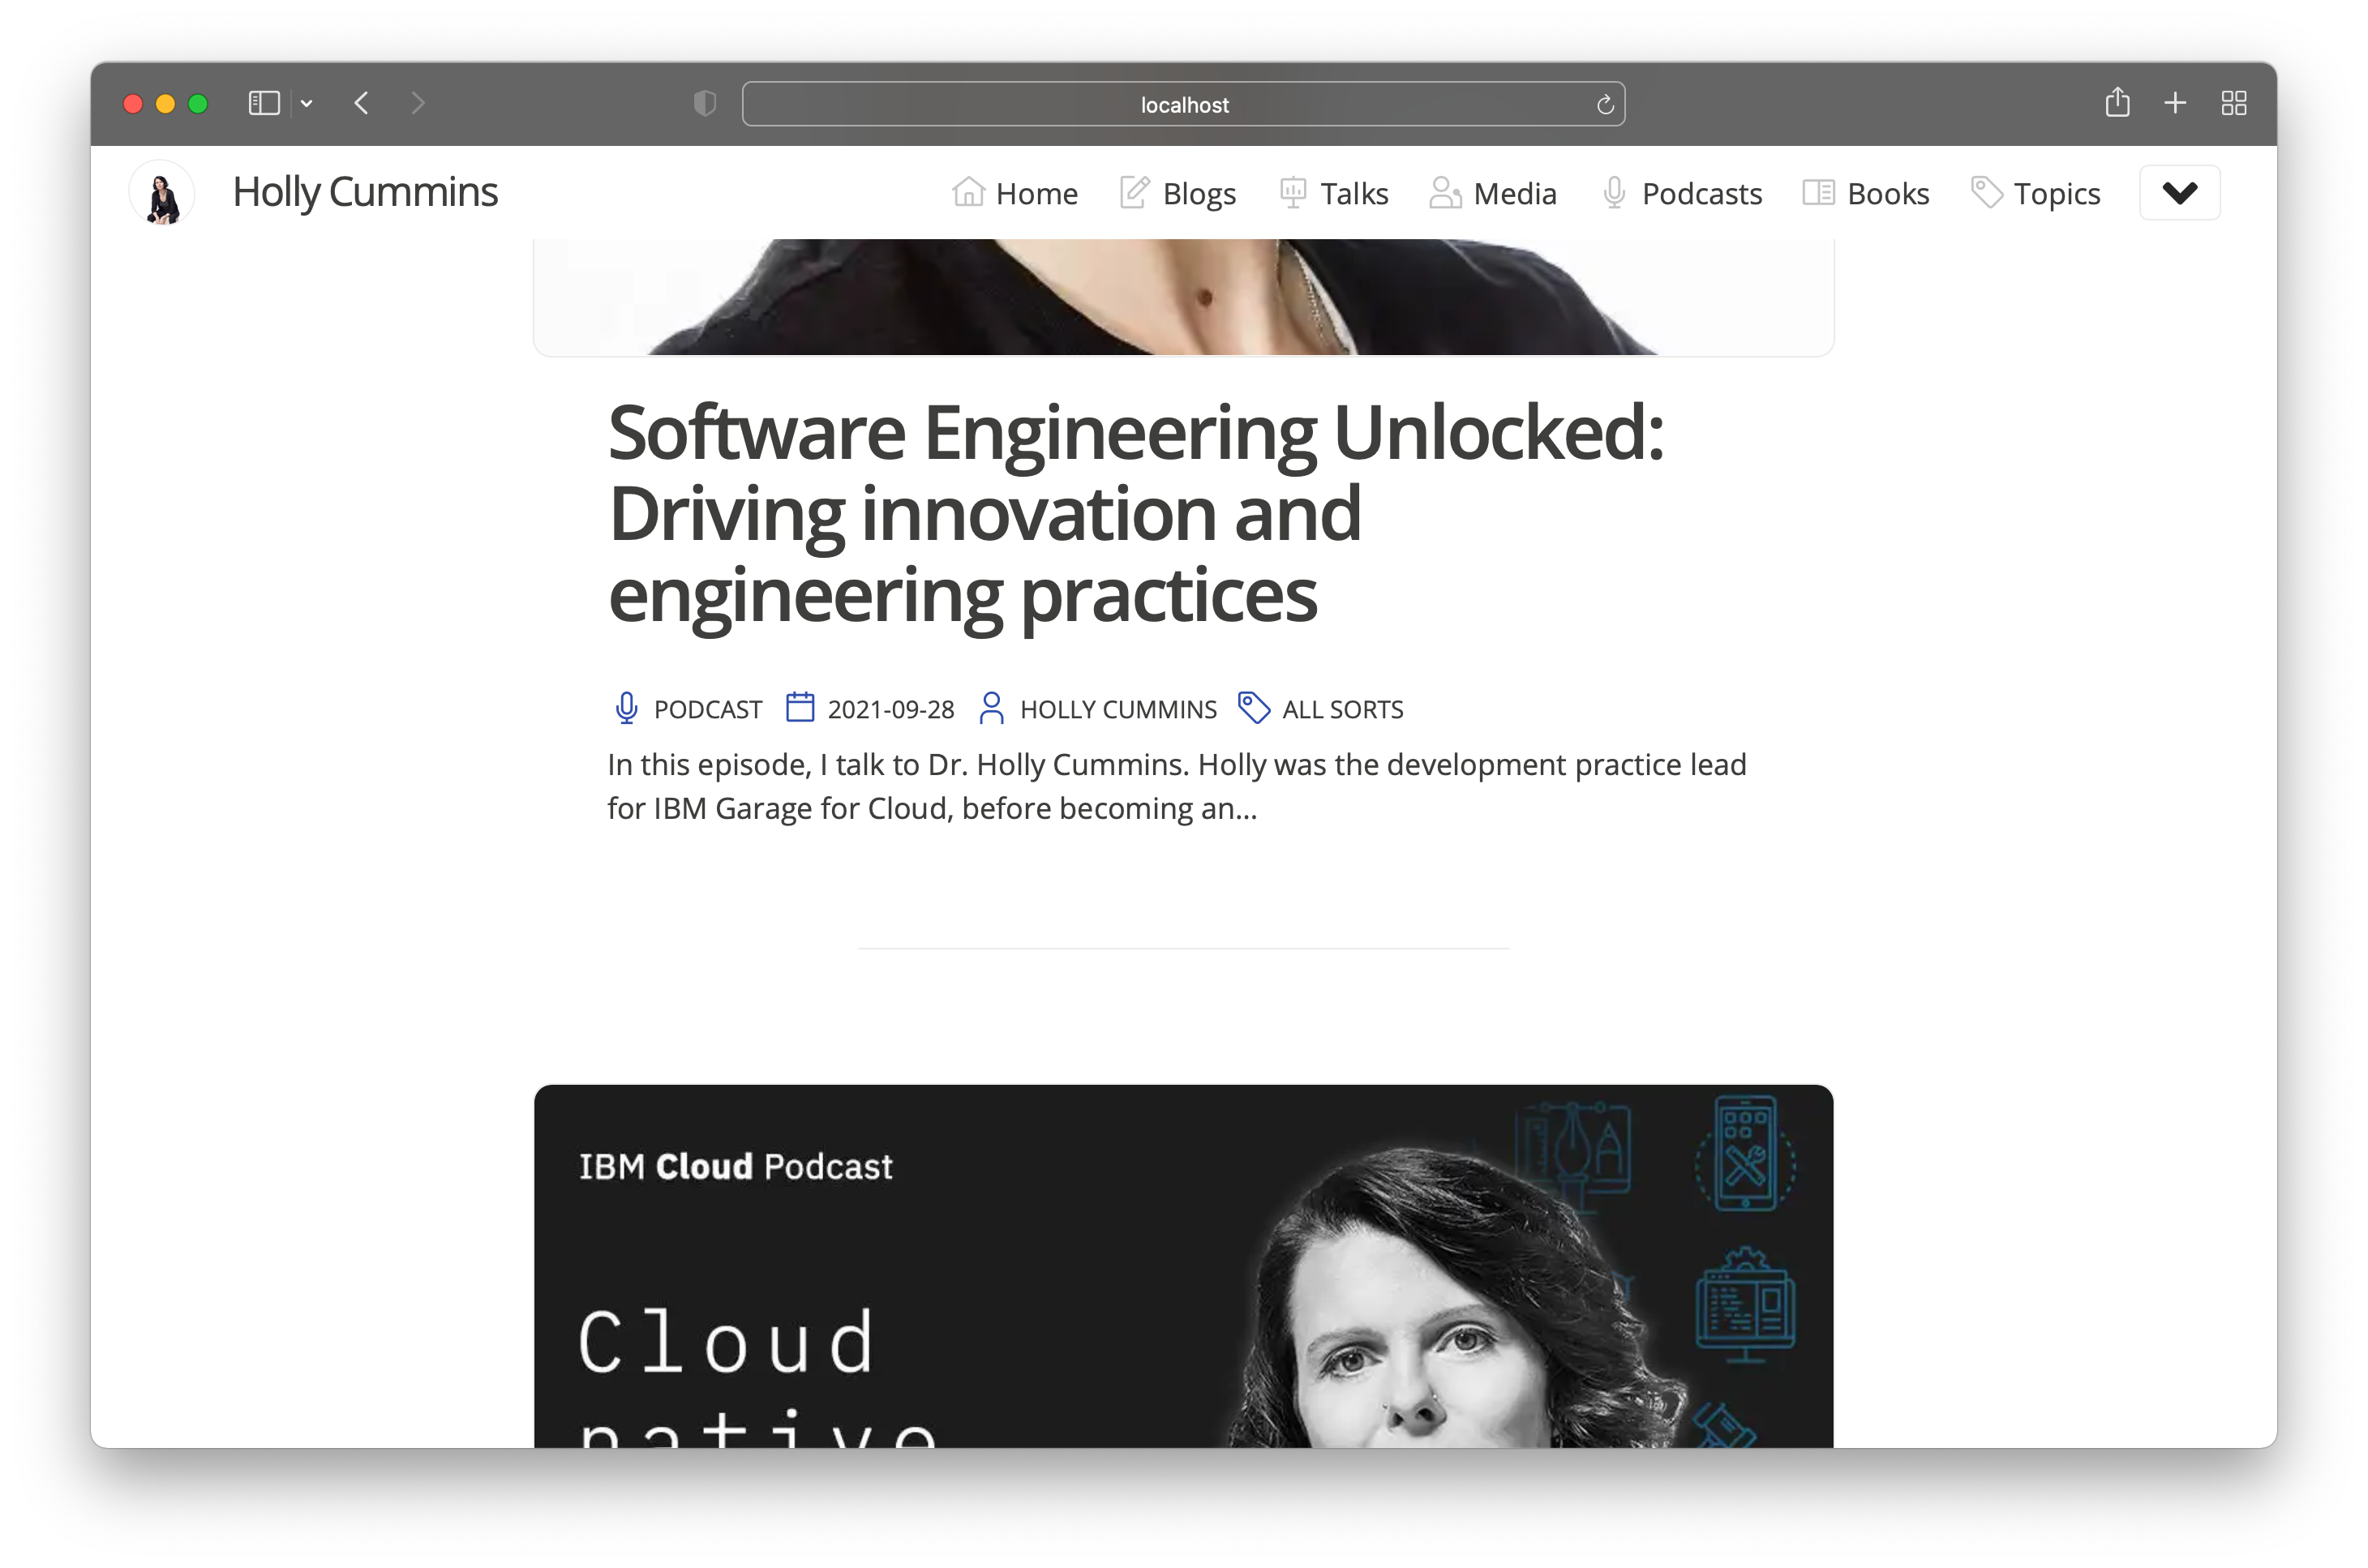 localhost
Holly Cummins
Home Blogs Talks Media Podcasts Books Topics
Software Engineering Unlocked:
Driving innovation and
engineering practices
PODCAST 2021-09-28 HOLLY CUMMINS ALL SORTS
In this episode, I talk to Dr. Holly Cummins. Holly was the development practice lead
for IBM Garage for Cloud, before becoming an...
IBM Cloud Podcast
Cloud
native